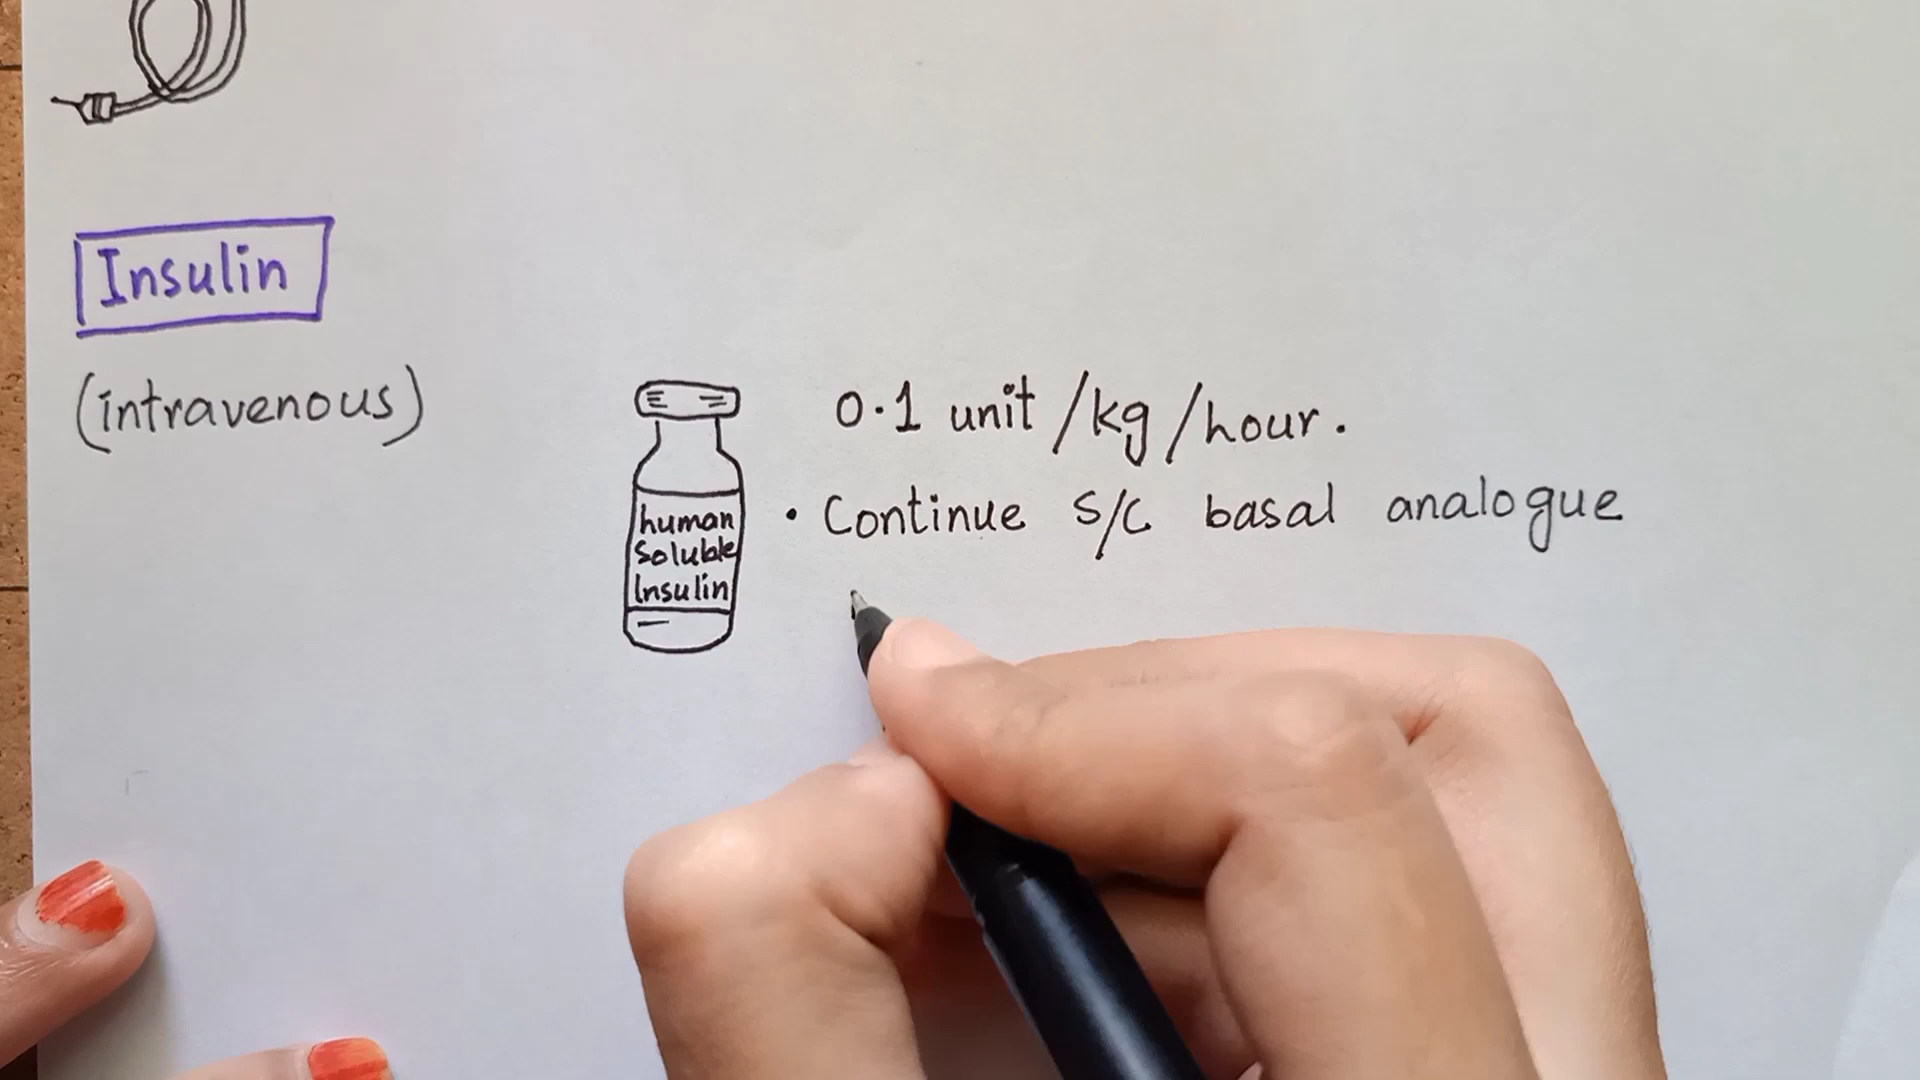 Insulin
(intravenous)
0.1 unit /kg /hour.
• Continue S/C basal analogue
human
Soluble
Insulin